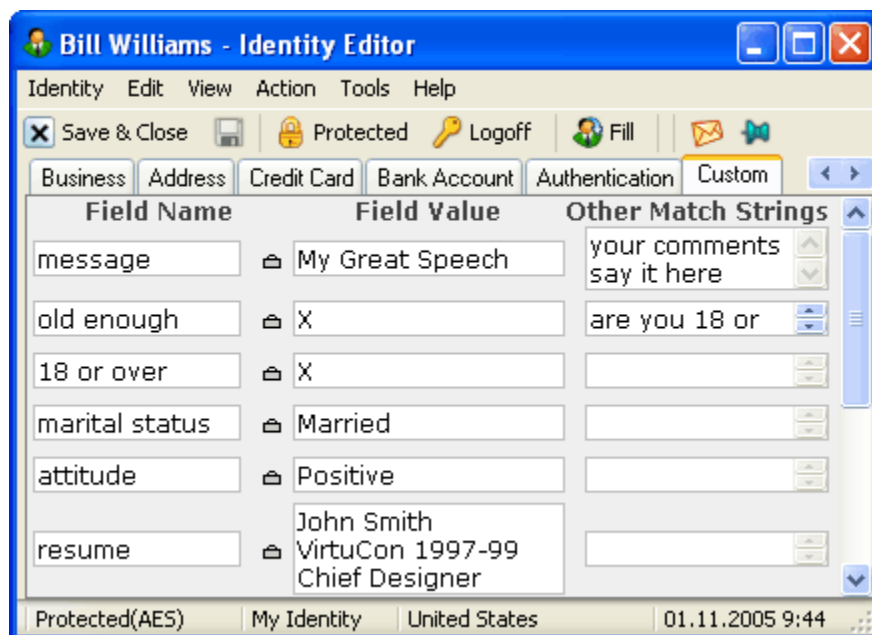 Bill Williams - Identity Editor
Identity Edit View Action Tools Help
Save & Close Protected Logoff Fill
Business Address Credit Card Bank Account Authentication Custom
Field Name Field Value Other Match Strings
message My Great Speech your comments
say it here
old enough X are you 18 or
18 or over X
marital status Married
attitude Positive
resume John Smith
VirtuCon 1997-99
Chief Designer
Protected(AES) My Identity United States 01.11.2005 9:44